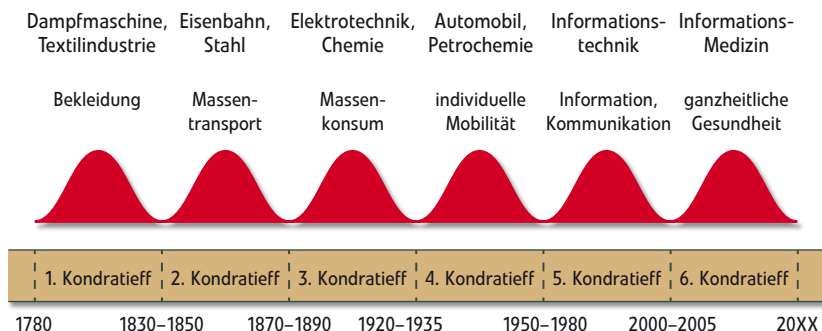 Dampfmaschine, Eisenbahn, Elektrotechnik, Automobil, Informations- Informations-
Textilindustrie Stahl Chemie Petrochemie technik Medizin
Bekleidung Massen- Massen- individuelle Information, ganzheitliche
transport konsum Mobilität Kommunikation Gesundheit
1. Kondratieff 2. Kondratieff 3. Kondratieff 4. Kondratieff 5. Kondratieff 6. Kondratieff
1780 1830–1850 1870–1890 1920–1935 1950–1980 2000–2005 20XX